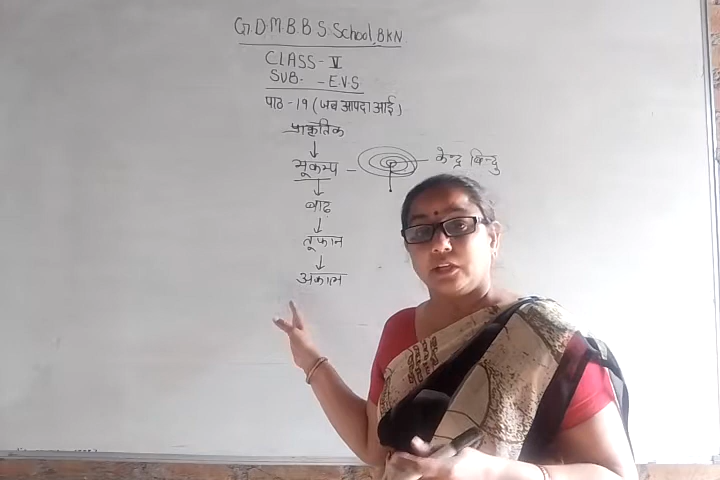 G.D.M.B.B.S. School, BKN
CLASS - V
SUB. - E.V.S
पाठ - 19 (जब आपदा आई)
प्राकृतिक
भूकम्प - केन्द्र बिन्दु
बाढ़
तूफान
अकाल